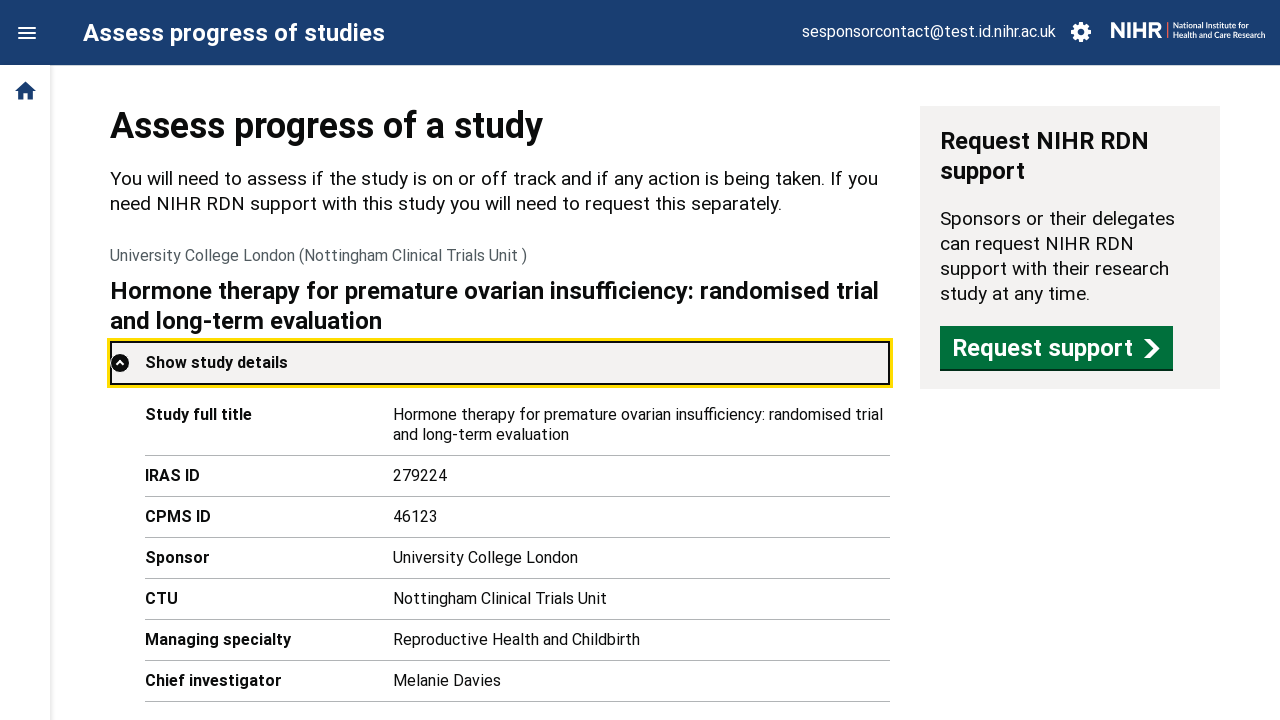 Assess progress of studies
sesponsorcontact@test.id.nihr.ac.uk
NIHR
National Institute for
Health and Care Research
Assess progress of a study
You will need to assess if the study is on or off track and if any action is being taken. If you
need NIHR RDN support with this study you will need to request this separately.
University College London (Nottingham Clinical Trials Unit )
Hormone therapy for premature ovarian insufficiency: randomised trial
and long-term evaluation
Show study details
Study full title
Hormone therapy for premature ovarian insufficiency: randomised trial
and long-term evaluation
IRAS ID
279224
CPMS ID
46123
Sponsor
University College London
CTU
Nottingham Clinical Trials Unit
Managing specialty
Reproductive Health and Childbirth
Chief investigator
Melanie Davies
Request NIHR RDN
support
Sponsors or their delegates
can request NIHR RDN
support with their research
study at any time.
Request support